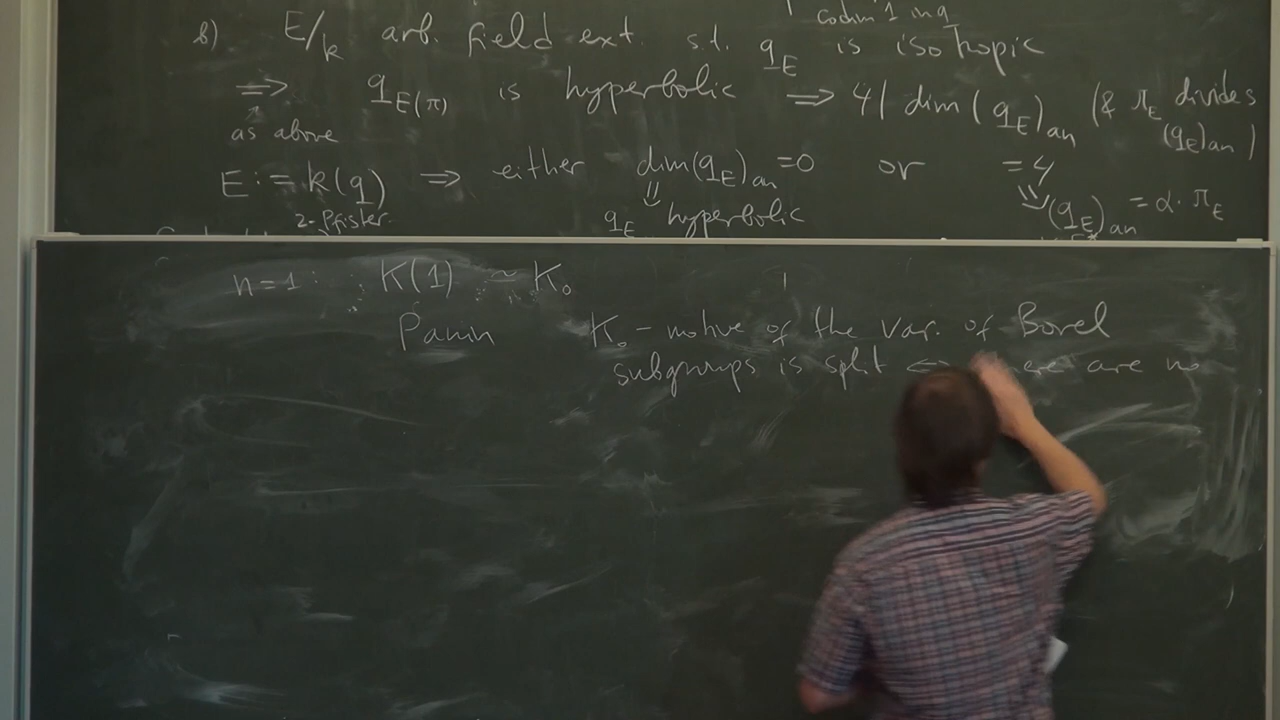 codim 1 in q
b) E/k arb. field ext. s.t. q_E is isotropic
⟹ q_{E(π)} is hyperbolic ⟹ 4 | dim(q_E)_an (& π_E divides
as above (q_E)_an)
E := k(q) ⟹ either dim(q_E)_an = 0 or = 4
2-Pfister. q_E hyperbolic (q_E)_an = α·π_E
n=1: K(1) ~ K_0
Panin K_0 - motive of the var. of Borel
subgroups is split ⟺ there are no